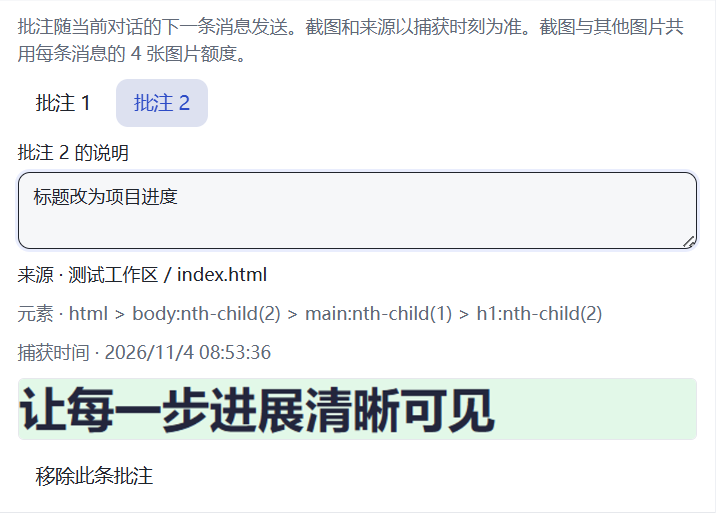 批注随当前对话的下一条消息发送。截图和来源以捕获时刻为准。截图与其他图片共
用每条消息的 4 张图片额度。
批注 1 批注 2
批注 2 的说明
标题改为项目进度
来源 · 测试工作区 / index.html
元素 · html > body:nth-child(2) > main:nth-child(1) > h1:nth-child(2)
捕获时间 · 2026/11/4 08:53:36
让每一步进展清晰可见
移除此条批注